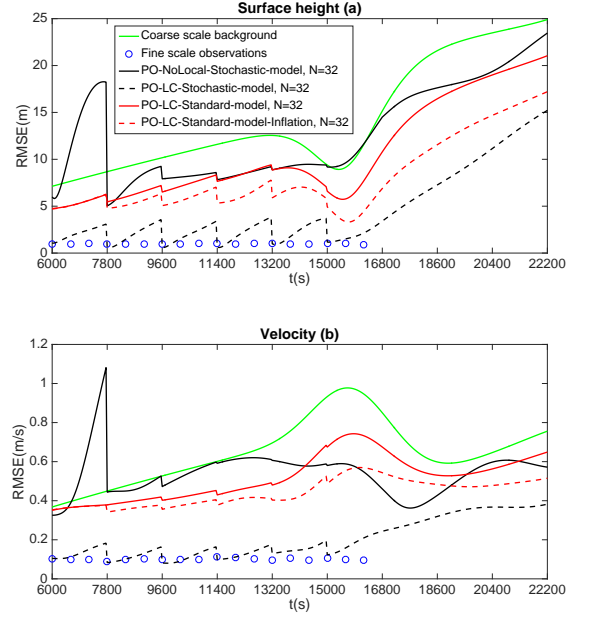 Surface height (a)
Coarse scale background
Fine scale observations
PO-NoLocal-Stochastic-model, N=32
PO-LC-Stochastic-model, N=32
PO-LC-Standard-model, N=32
PO-LC-Standard-model-Inflation, N=32
RMSE(m)
25
20
15
10
5
0
6000 7800 9600 11400 13200 15000 16800 18600 20400 22200
t(s)
Velocity (b)
RMSE(m/s)
1.2
1
0.8
0.6
0.4
0.2
0
6000 7800 9600 11400 13200 15000 16800 18600 20400 22200
t(s)